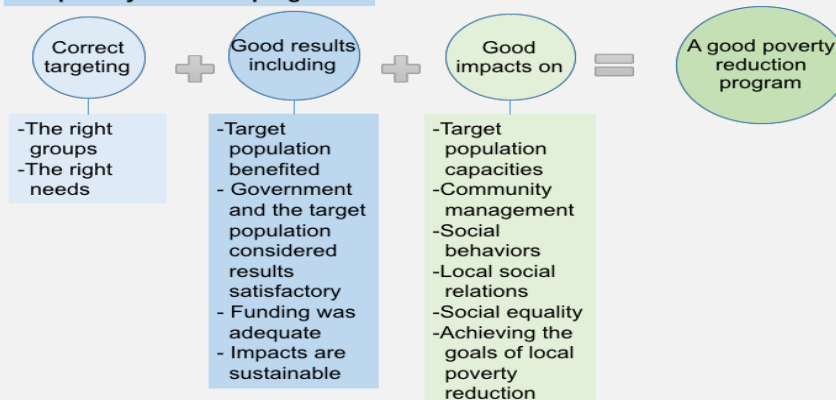 Correct
targeting
Good results
including
Good
impacts on
A good poverty
reduction
program
-The right
groups
-The right
needs
-Target
population
benefited
- Government
and the target
population
considered
results
satisfactory
- Funding was
adequate
- Impacts are
sustainable
-Target
population
capacities
-Community
management
-Social
behaviors
-Local social
relations
-Social equality
-Achieving the
goals of local
poverty
reduction